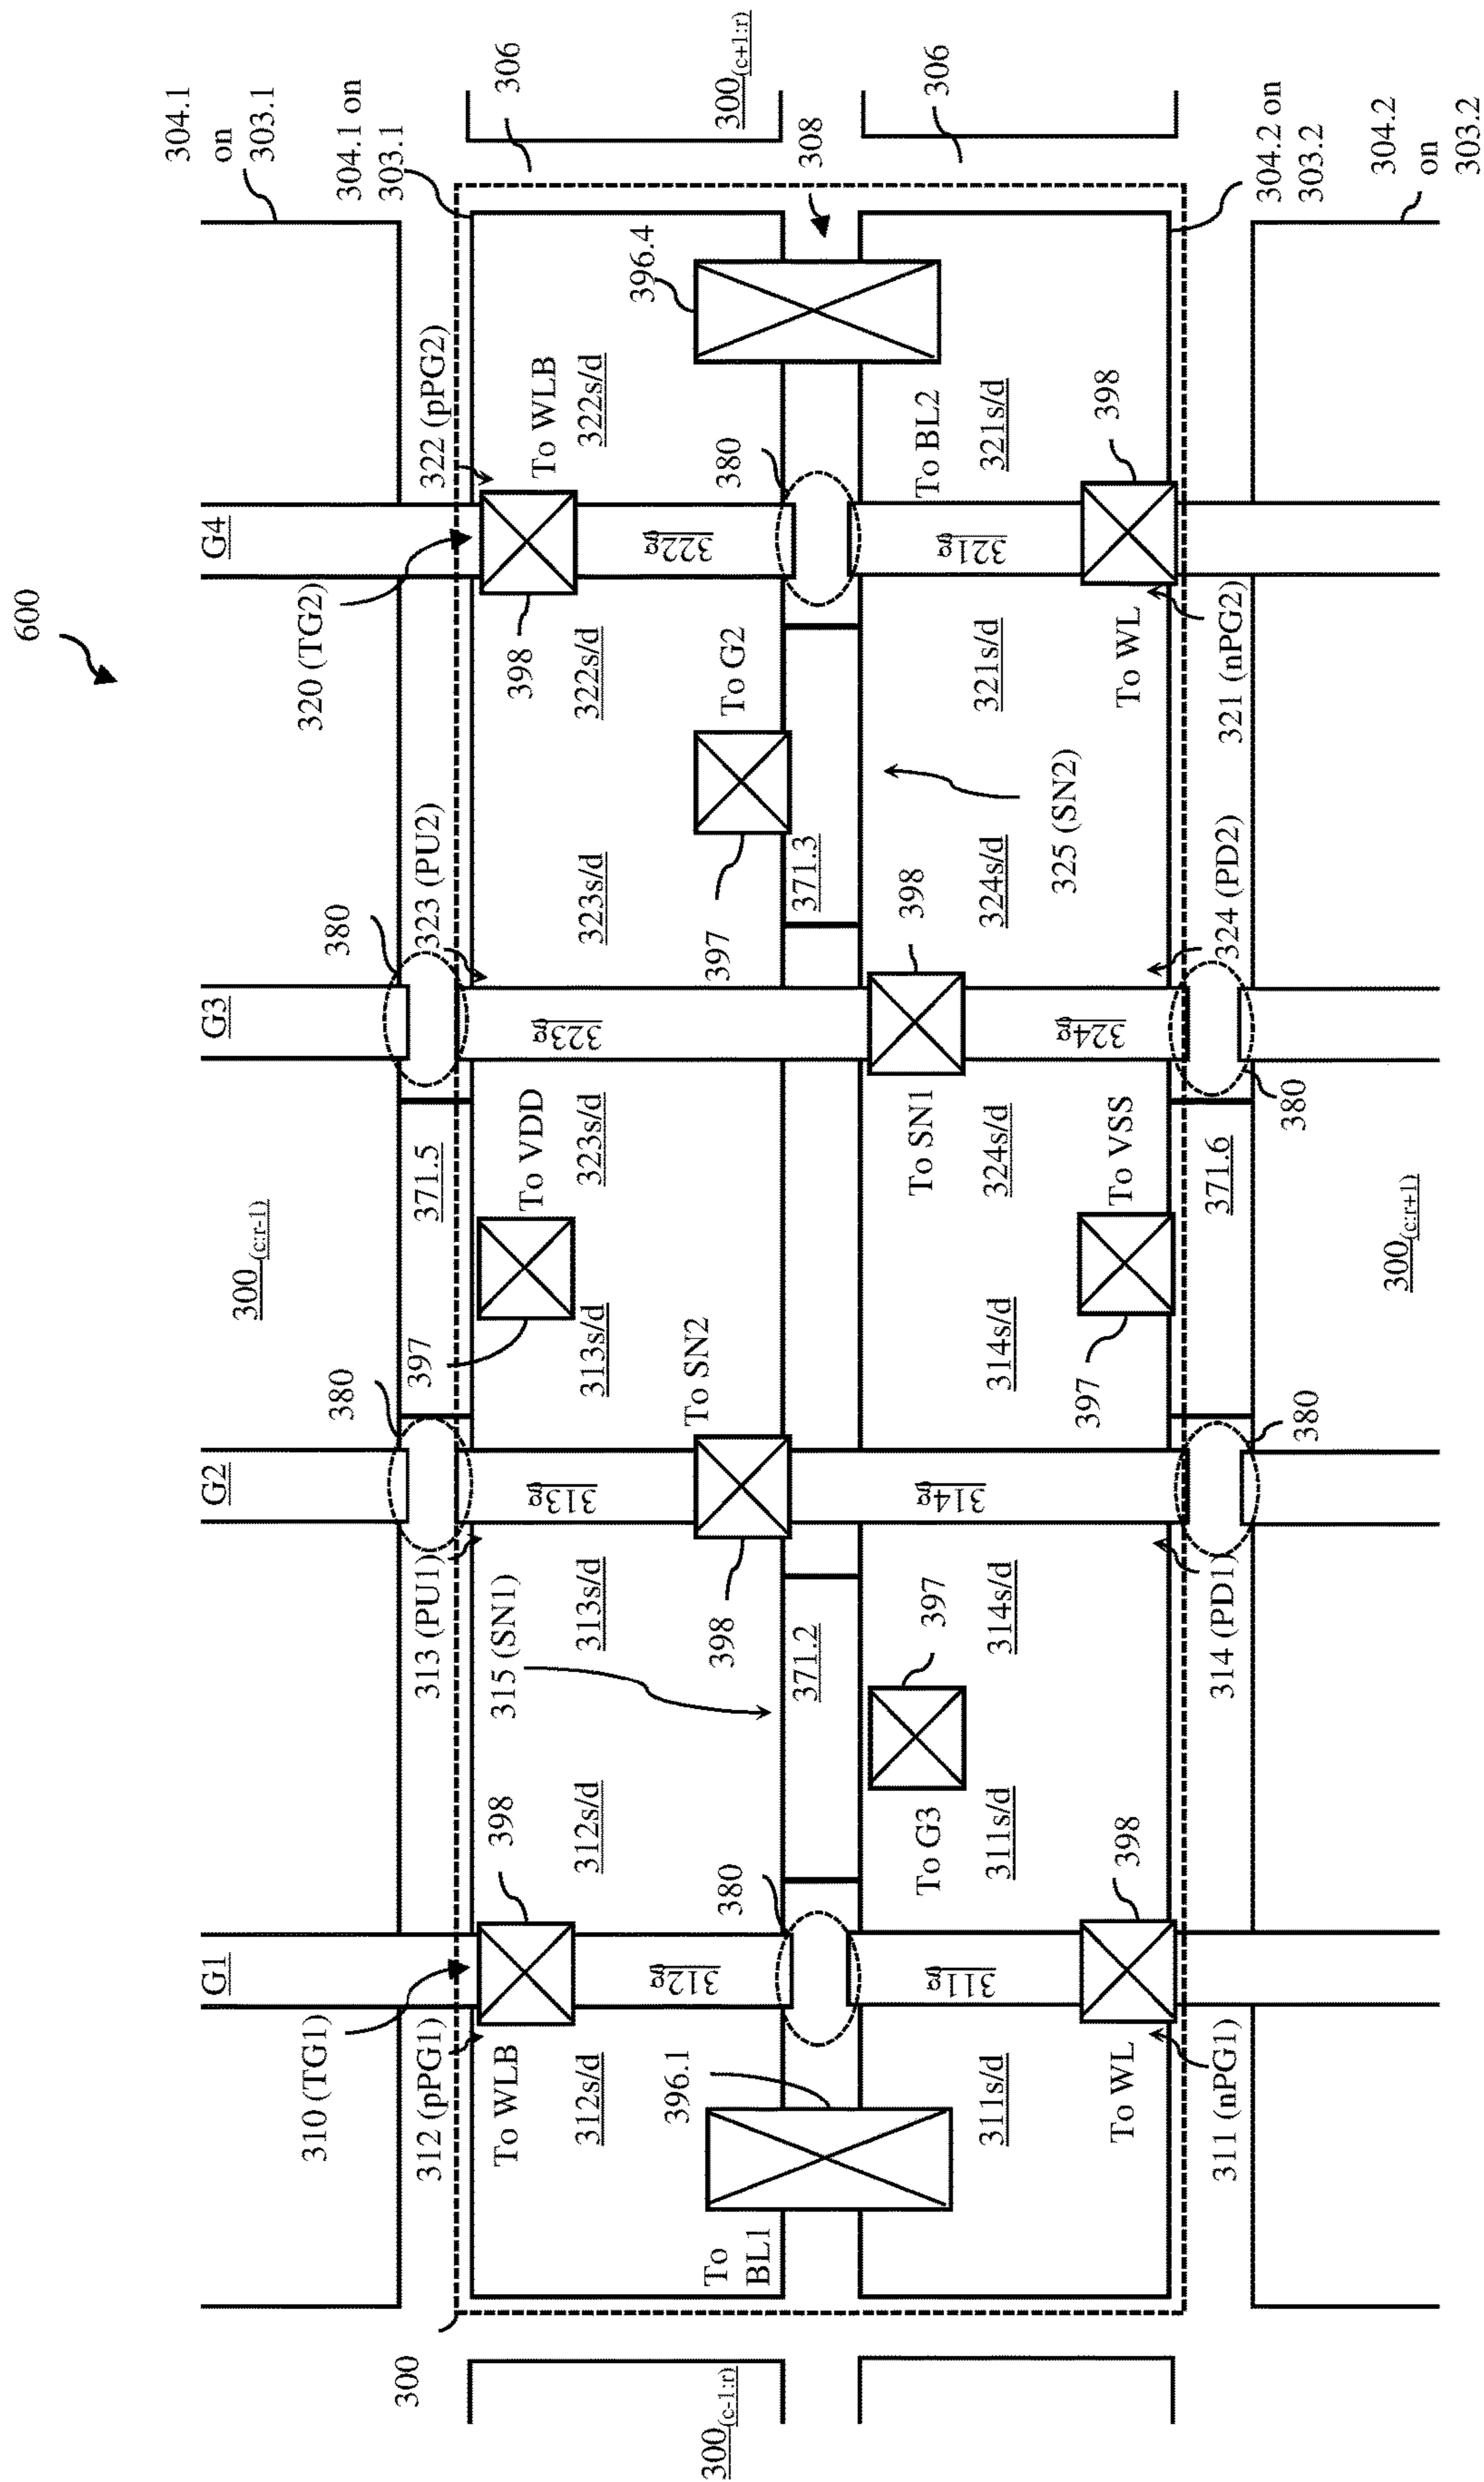 600
G1
G2
G3
G4
304.1
on
303.1
300(c:r-1)
310 (TG1)
320 (TG2)
380
380
304.1 on
303.1
300
312 (pPG1)
313 (PU1)
397
371.5
323 (PU2)
322 (pPG2)
To WLB
398
315 (SN1)
To VDD
398
To WLB
306
313g
323g
312s/d
312s/d
313s/d
313s/d
323s/d
323s/d
322s/d
322s/d
396.1
312g
To SN2
322g
396.4
300(c-1:r)
To
BL1
380
398
397
To G2
380
300(c+1:r)
371.2
371.3
308
To G3
397
To SN1
398
To BL2
306
311g
314g
321g
311s/d
311s/d
314s/d
314s/d
324s/d
324s/d
321s/d
321s/d
325 (SN2)
324g
To WL
398
397
To VSS
To WL
398
311 (nPG1)
314 (PD1)
371.6
324 (PD2)
321 (nPG2)
304.2 on
303.2
380
380
300(c:r+1)
304.2
on
303.2